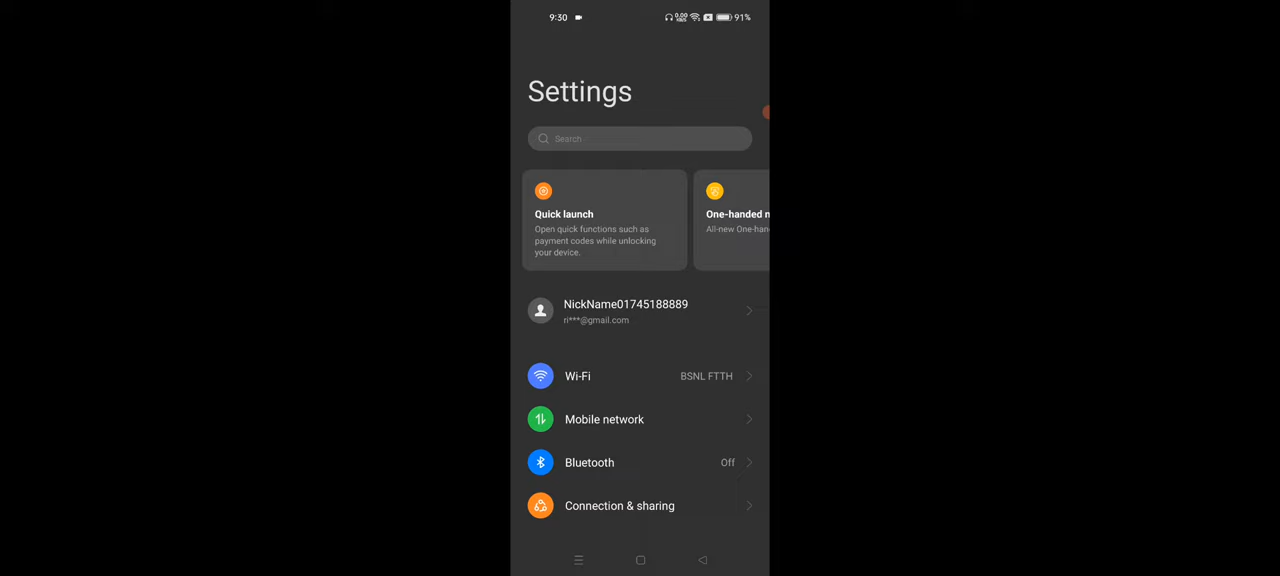 9:30 0.00 91%
Settings
Search
Quick launch
Open quick functions such as
payment codes while unlocking
your device.
One-handed m
All-new One-han
NickName01745188889
ri***@gmail.com
Wi-Fi BSNL FTTH
Mobile network
Bluetooth Off
Connection & sharing